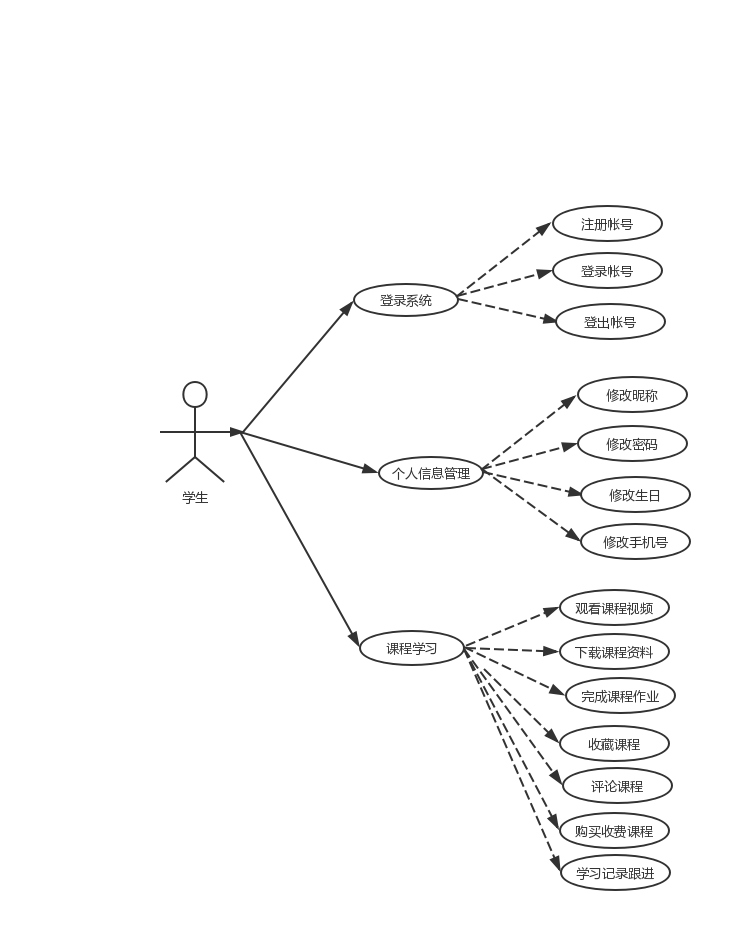 注册帐号
登录帐号
登录系统
登出帐号
修改昵称
修改密码
个人信息管理
修改生日
学生
修改手机号
观看课程视频
课程学习
下载课程资料
完成课程作业
收藏课程
评论课程
购买收费课程
学习记录跟进